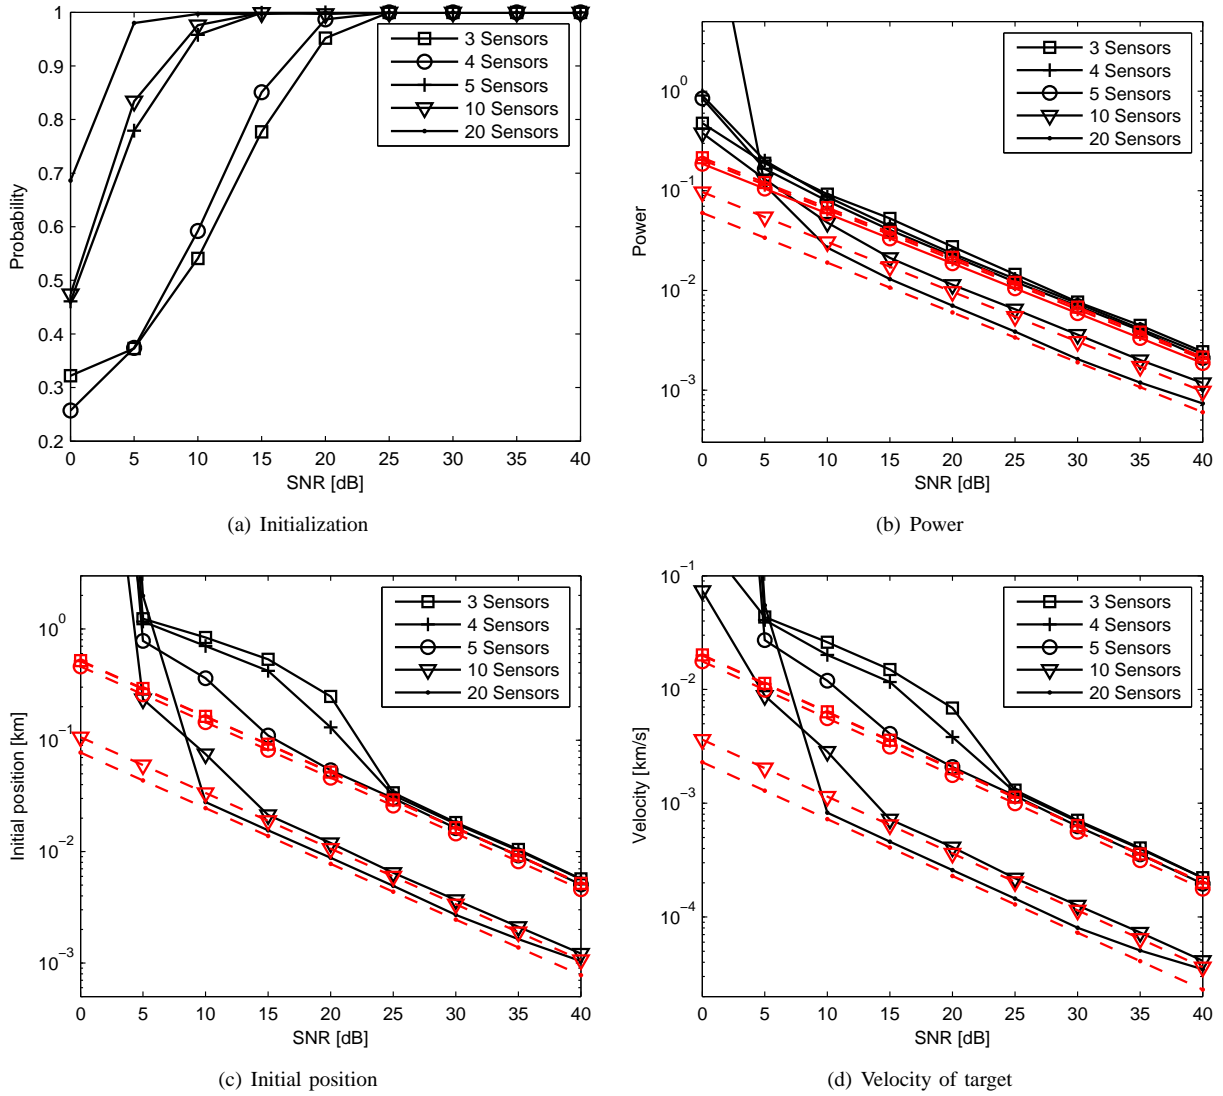 1
0.9
0.8
0.7
0.6
0.5
0.4
0.3
0.2
Probability
0 5 10 15 20 25 30 35 40
SNR [dB]
3 Sensors
4 Sensors
5 Sensors
10 Sensors
20 Sensors
(a) Initialization
10^0
10^-1
10^-2
10^-3
Power
0 5 10 15 20 25 30 35 40
SNR [dB]
3 Sensors
4 Sensors
5 Sensors
10 Sensors
20 Sensors
(b) Power
10^0
10^-1
10^-2
10^-3
Initial position [km]
0 5 10 15 20 25 30 35 40
SNR [dB]
3 Sensors
4 Sensors
5 Sensors
10 Sensors
20 Sensors
(c) Initial position
10^-1
10^-2
10^-3
10^-4
Velocity [km/s]
0 5 10 15 20 25 30 35 40
SNR [dB]
3 Sensors
4 Sensors
5 Sensors
10 Sensors
20 Sensors
(d) Velocity of target